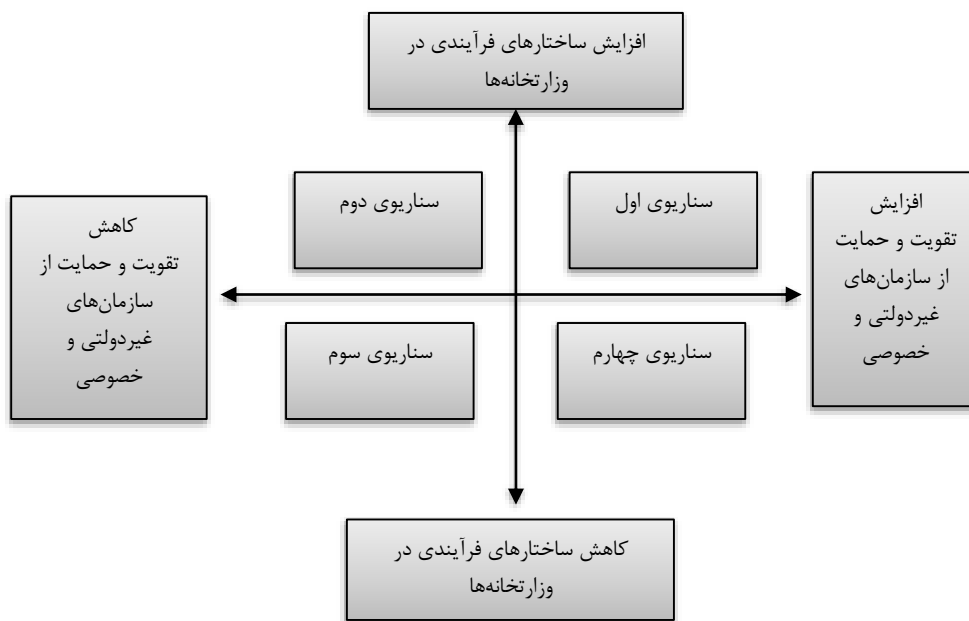 افزایش ساختارهای فرآیندی در
وزارتخانه‌ها
سناریوی اول
سناریوی دوم
افزایش
تقویت و حمایت
از سازمان‌های
غیردولتی و
خصوصی
کاهش
تقویت و حمایت از
سازمان‌های
غیردولتی و
خصوصی
سناریوی چهارم
سناریوی سوم
کاهش ساختارهای فرآیندی در
وزارتخانه‌ها